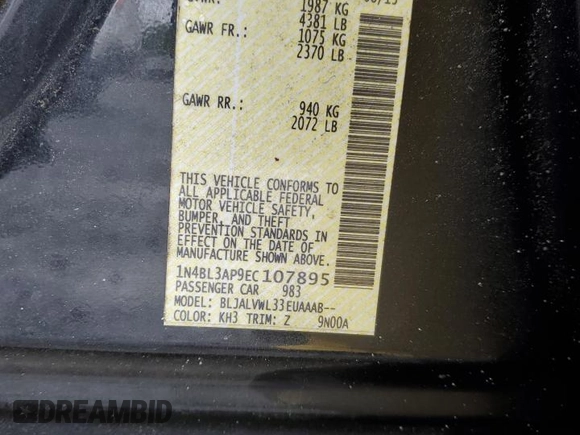 1987 KG
4381 LB
GAWR FR: 1075 KG
2370 LB
GAWR RR: 940 KG
2072 LB
THIS VEHICLE CONFORMS TO
ALL APPLICABLE FEDERAL
MOTOR VEHICLE SAFETY,
BUMPER, AND THEFT
PREVENTION STANDARDS IN
EFFECT ON THE DATE OF
MANUFACTURE SHOWN ABOVE.
1N4BL3AP9EC107895
PASSENGER CAR 983
MODEL: BLJALVWL33EUAAAB--
COLOR: KH3 TRIM: Z 9N00A
DREAMBID